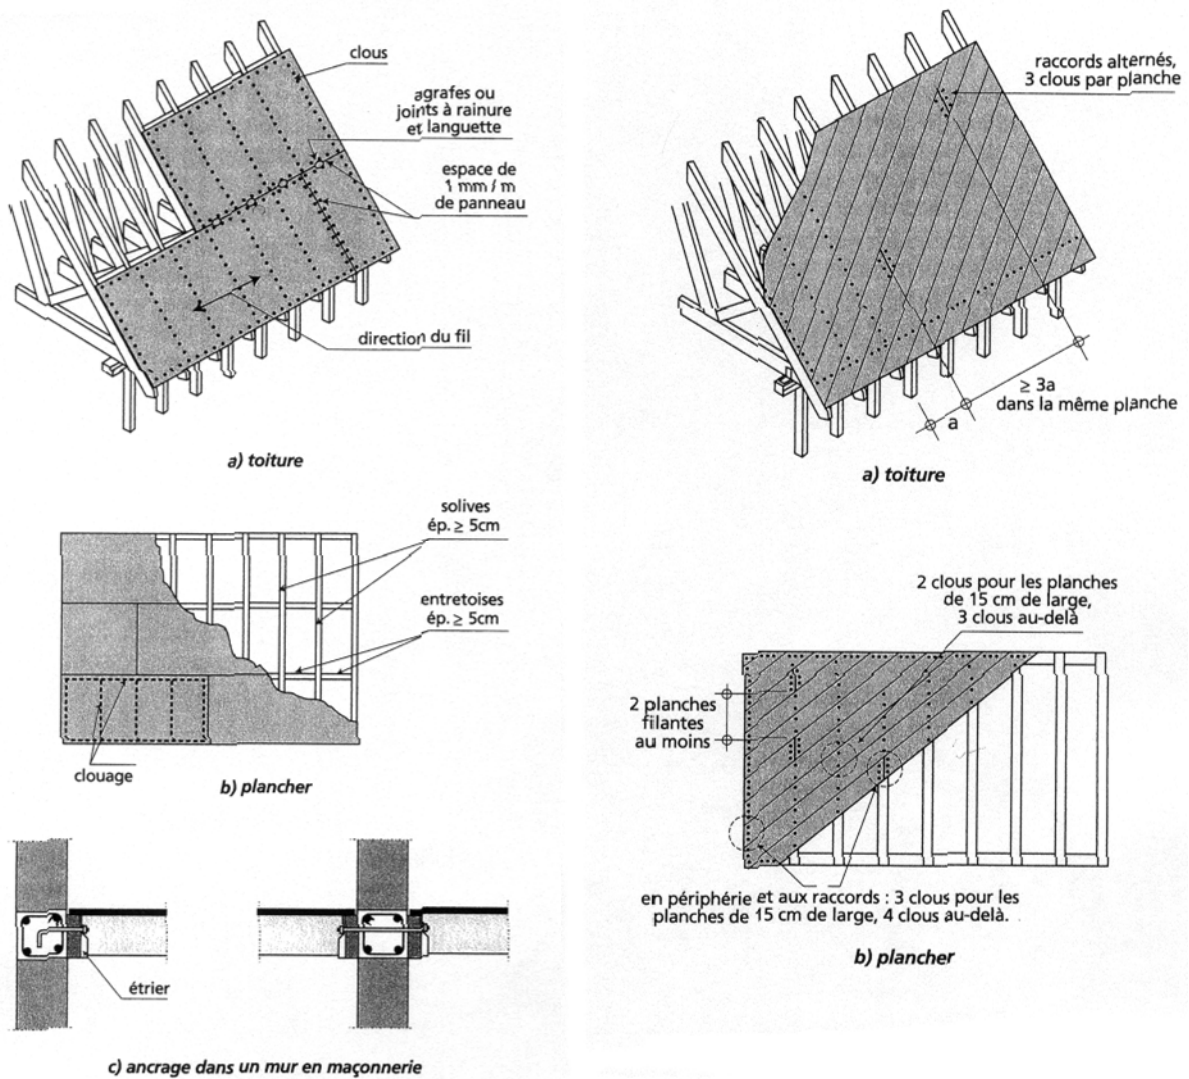 clous
agrafes ou
joints à rainure
et languette
espace de
1 mm / m
de panneau
direction du fil
a) toiture
solives
ép. ≥ 5cm
entretoises
ép. ≥ 5cm
clouage
b) plancher
étrier
c) ancrage dans un mur en maçonnerie
raccords alternés,
3 clous par planche
≥ 3a
dans la même planche
a
a) toiture
2 clous pour les planches
de 15 cm de large,
3 clous au-delà
2 planches
filantes
au moins
en périphérie et aux raccords : 3 clous pour les
planches de 15 cm de large, 4 clous au-delà.
b) plancher